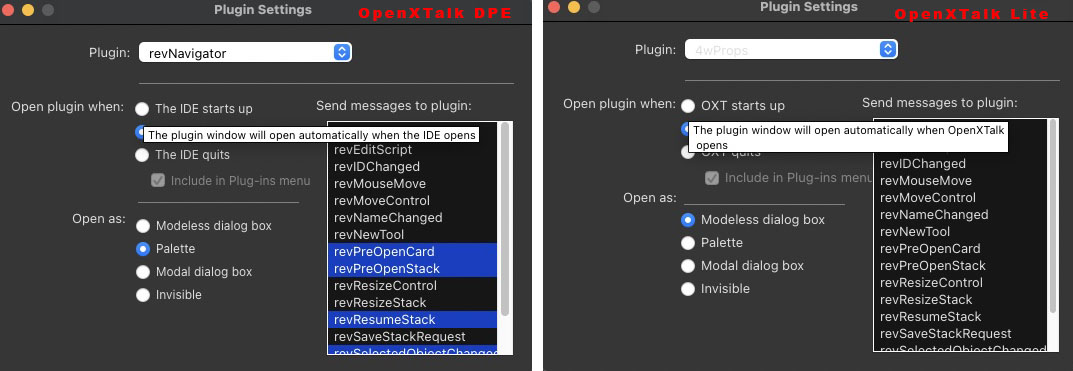 Plugin Settings
OpenXTalk DPE
Plugin:
revNavigator
Open plugin when:
The IDE starts up
The plugin window will open automatically when the IDE opens
The IDE quits
Include in Plug-ins menu
Open as:
Modeless dialog box
Palette
Modal dialog box
Invisible
Send messages to plugin:
revEditScript
revIDChanged
revMouseMove
revMoveControl
revNameChanged
revNewTool
revPreOpenCard
revPreOpenStack
revResizeControl
revResizeStack
revResumeStack
revSaveStackRequest
revSelectedObjectChanged
Plugin Settings
OpenXTalk Lite
Plugin:
4wProps
Open plugin when:
OXT starts up
The plugin window will open automatically when OpenXTalk
opens
OXT quits
Include in Plug-ins menu
Open as:
Modeless dialog box
Palette
Modal dialog box
Invisible
Send messages to plugin:
revIDChanged
revMouseMove
revMoveControl
revNameChanged
revNewTool
revPreOpenCard
revPreOpenStack
revResizeControl
revResizeStack
revResumeStack
revSaveStackRequest
revSelectedObjectChanged